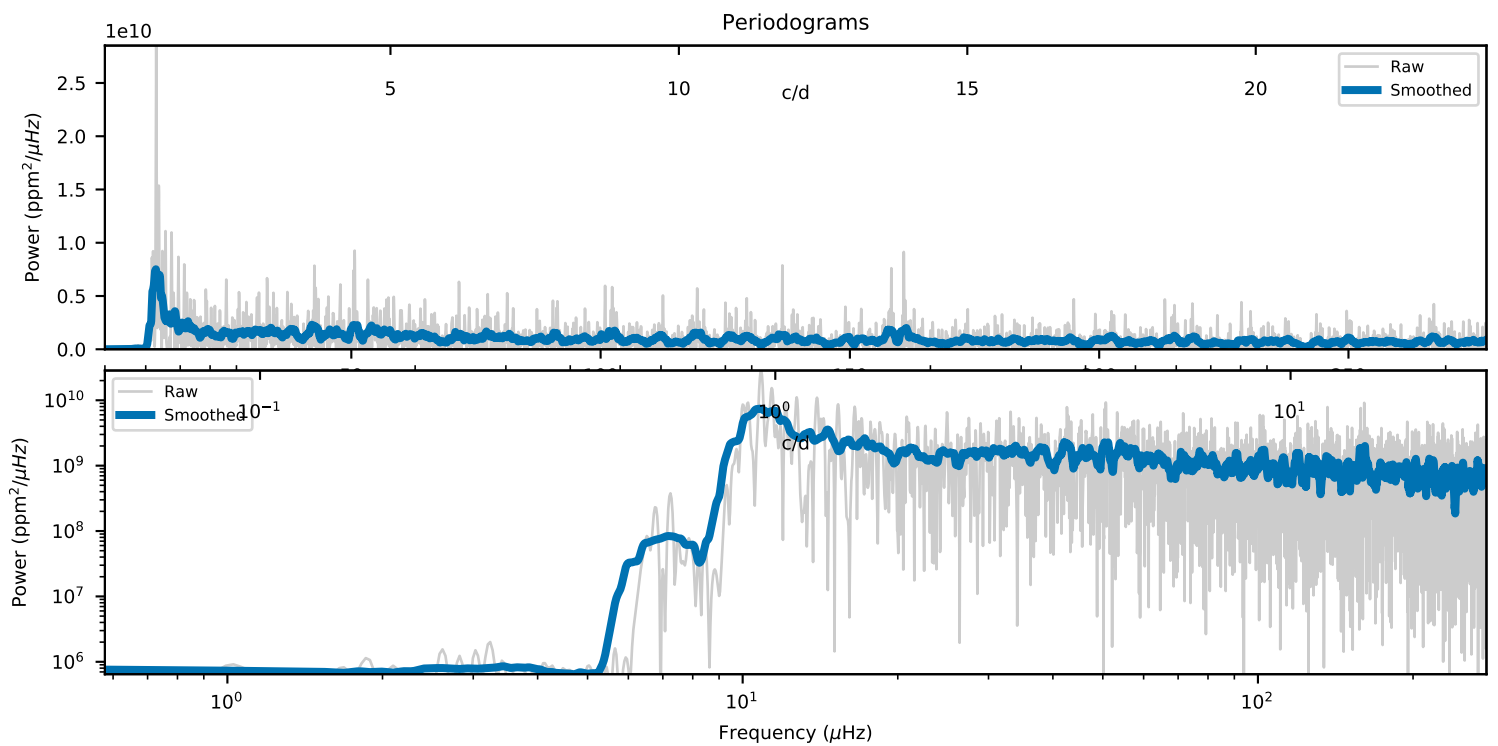 Periodograms
1e10
Power (ppm²/μHz)
2.5
2.0
1.5
1.0
0.5
0.0
5
10
15
20
c/d
Raw
Smoothed
Power (ppm²/μHz)
10¹⁰
10⁹
10⁸
10⁷
10⁶
Raw
Smoothed
10⁻¹
10⁰
10¹
c/d
10⁰
10¹
10²
Frequency (μHz)